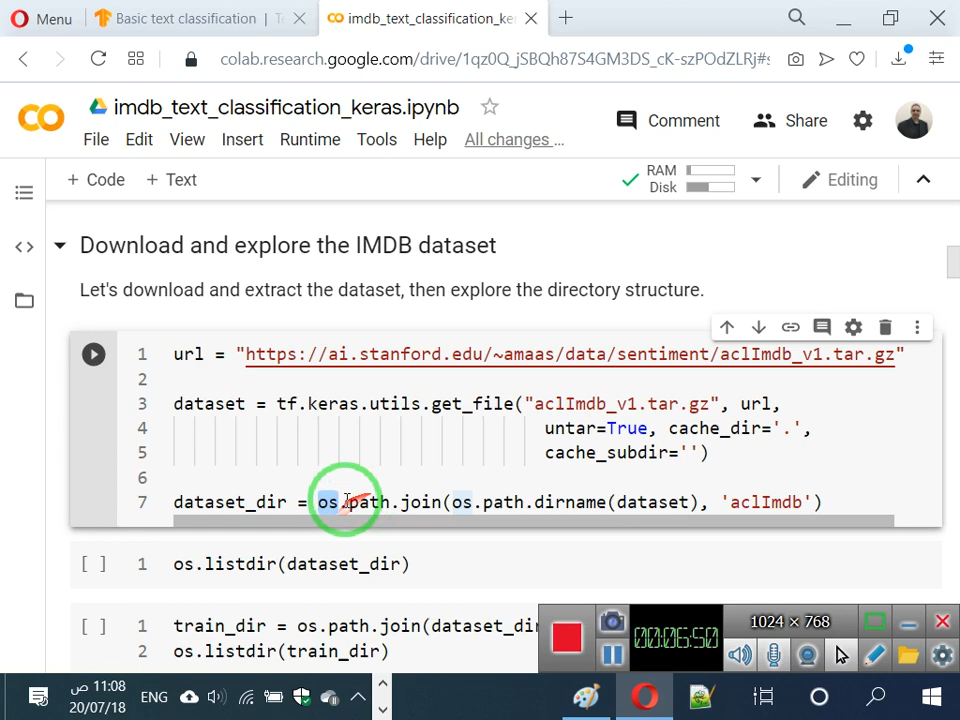 Menu
Basic text classification
imdb_text_classification_ke
colab.research.google.com/drive/1qz0Q_jSBQh87S4GM3DS_cK-szPOdZLRj#s
imdb_text_classification_keras.ipynb
Comment
Share
File Edit View Insert Runtime Tools Help All changes …
+ Code + Text
RAM
Disk
Editing
Download and explore the IMDB dataset
Let's download and extract the dataset, then explore the directory structure.
1 url = "https://ai.stanford.edu/~amaas/data/sentiment/aclImdb_v1.tar.gz"
2
3 dataset = tf.keras.utils.get_file("aclImdb_v1.tar.gz", url,
4 untar=True, cache_dir='.',
5 cache_subdir='')
6
7 dataset_dir = os.path.join(os.path.dirname(dataset), 'aclImdb')
[ ] 1 os.listdir(dataset_dir)
[ ] 1 train_dir = os.path.join(dataset_dir
2 os.listdir(train_dir)
1024 x 768
00:06:50
11:08 ص
20/07/18
ENG